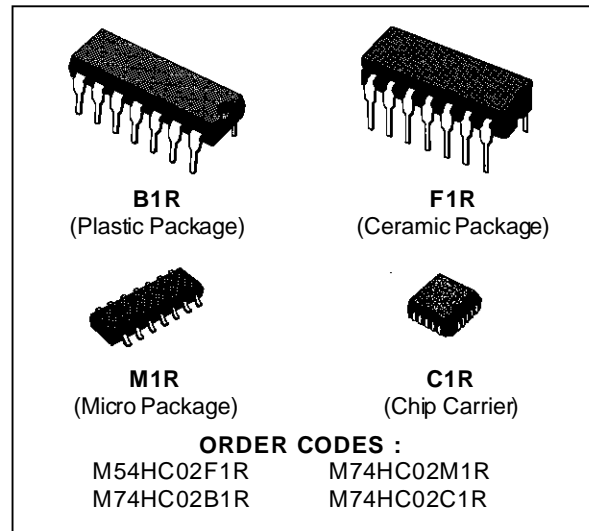 B1R
(Plastic Package)
F1R
(Ceramic Package)
M1R
(Micro Package)
C1R
(Chip Carrier)
ORDER CODES :
M54HC02F1R M74HC02M1R
M74HC02B1R M74HC02C1R